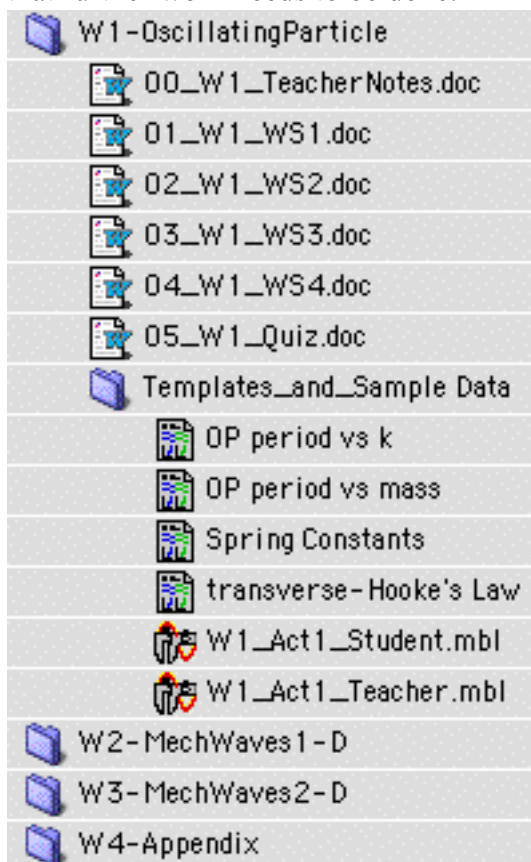 W1-OscillatingParticle
00_W1_TeacherNotes.doc
01_W1_WS1.doc
02_W1_WS2.doc
03_W1_WS3.doc
04_W1_WS4.doc
05_W1_Quiz.doc
Templates_and_Sample Data
OP period vs k
OP period vs mass
Spring Constants
transverse-Hooke's Law
W1_Act1_Student.mbl
W1_Act1_Teacher.mbl
W2-MechWaves1-D
W3-MechWaves2-D
W4-Appendix